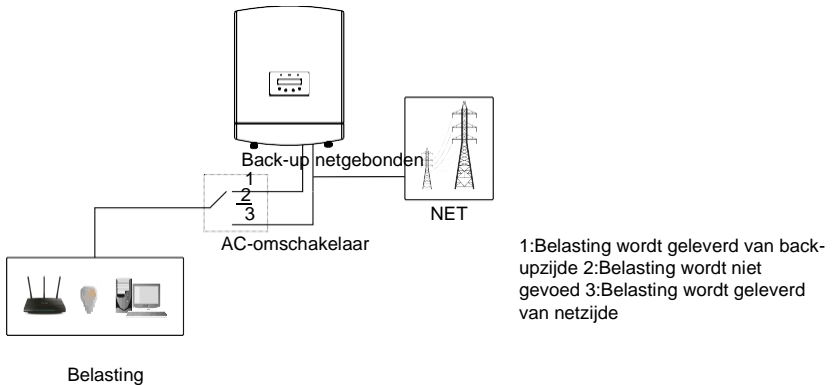 Back-up netgebonden
1
2
3
AC-omschakelaar
NET
1:Belasting wordt geleverd van back-
upzijde 2:Belasting wordt niet
gevoed 3:Belasting wordt geleverd
van netzijde
Belasting